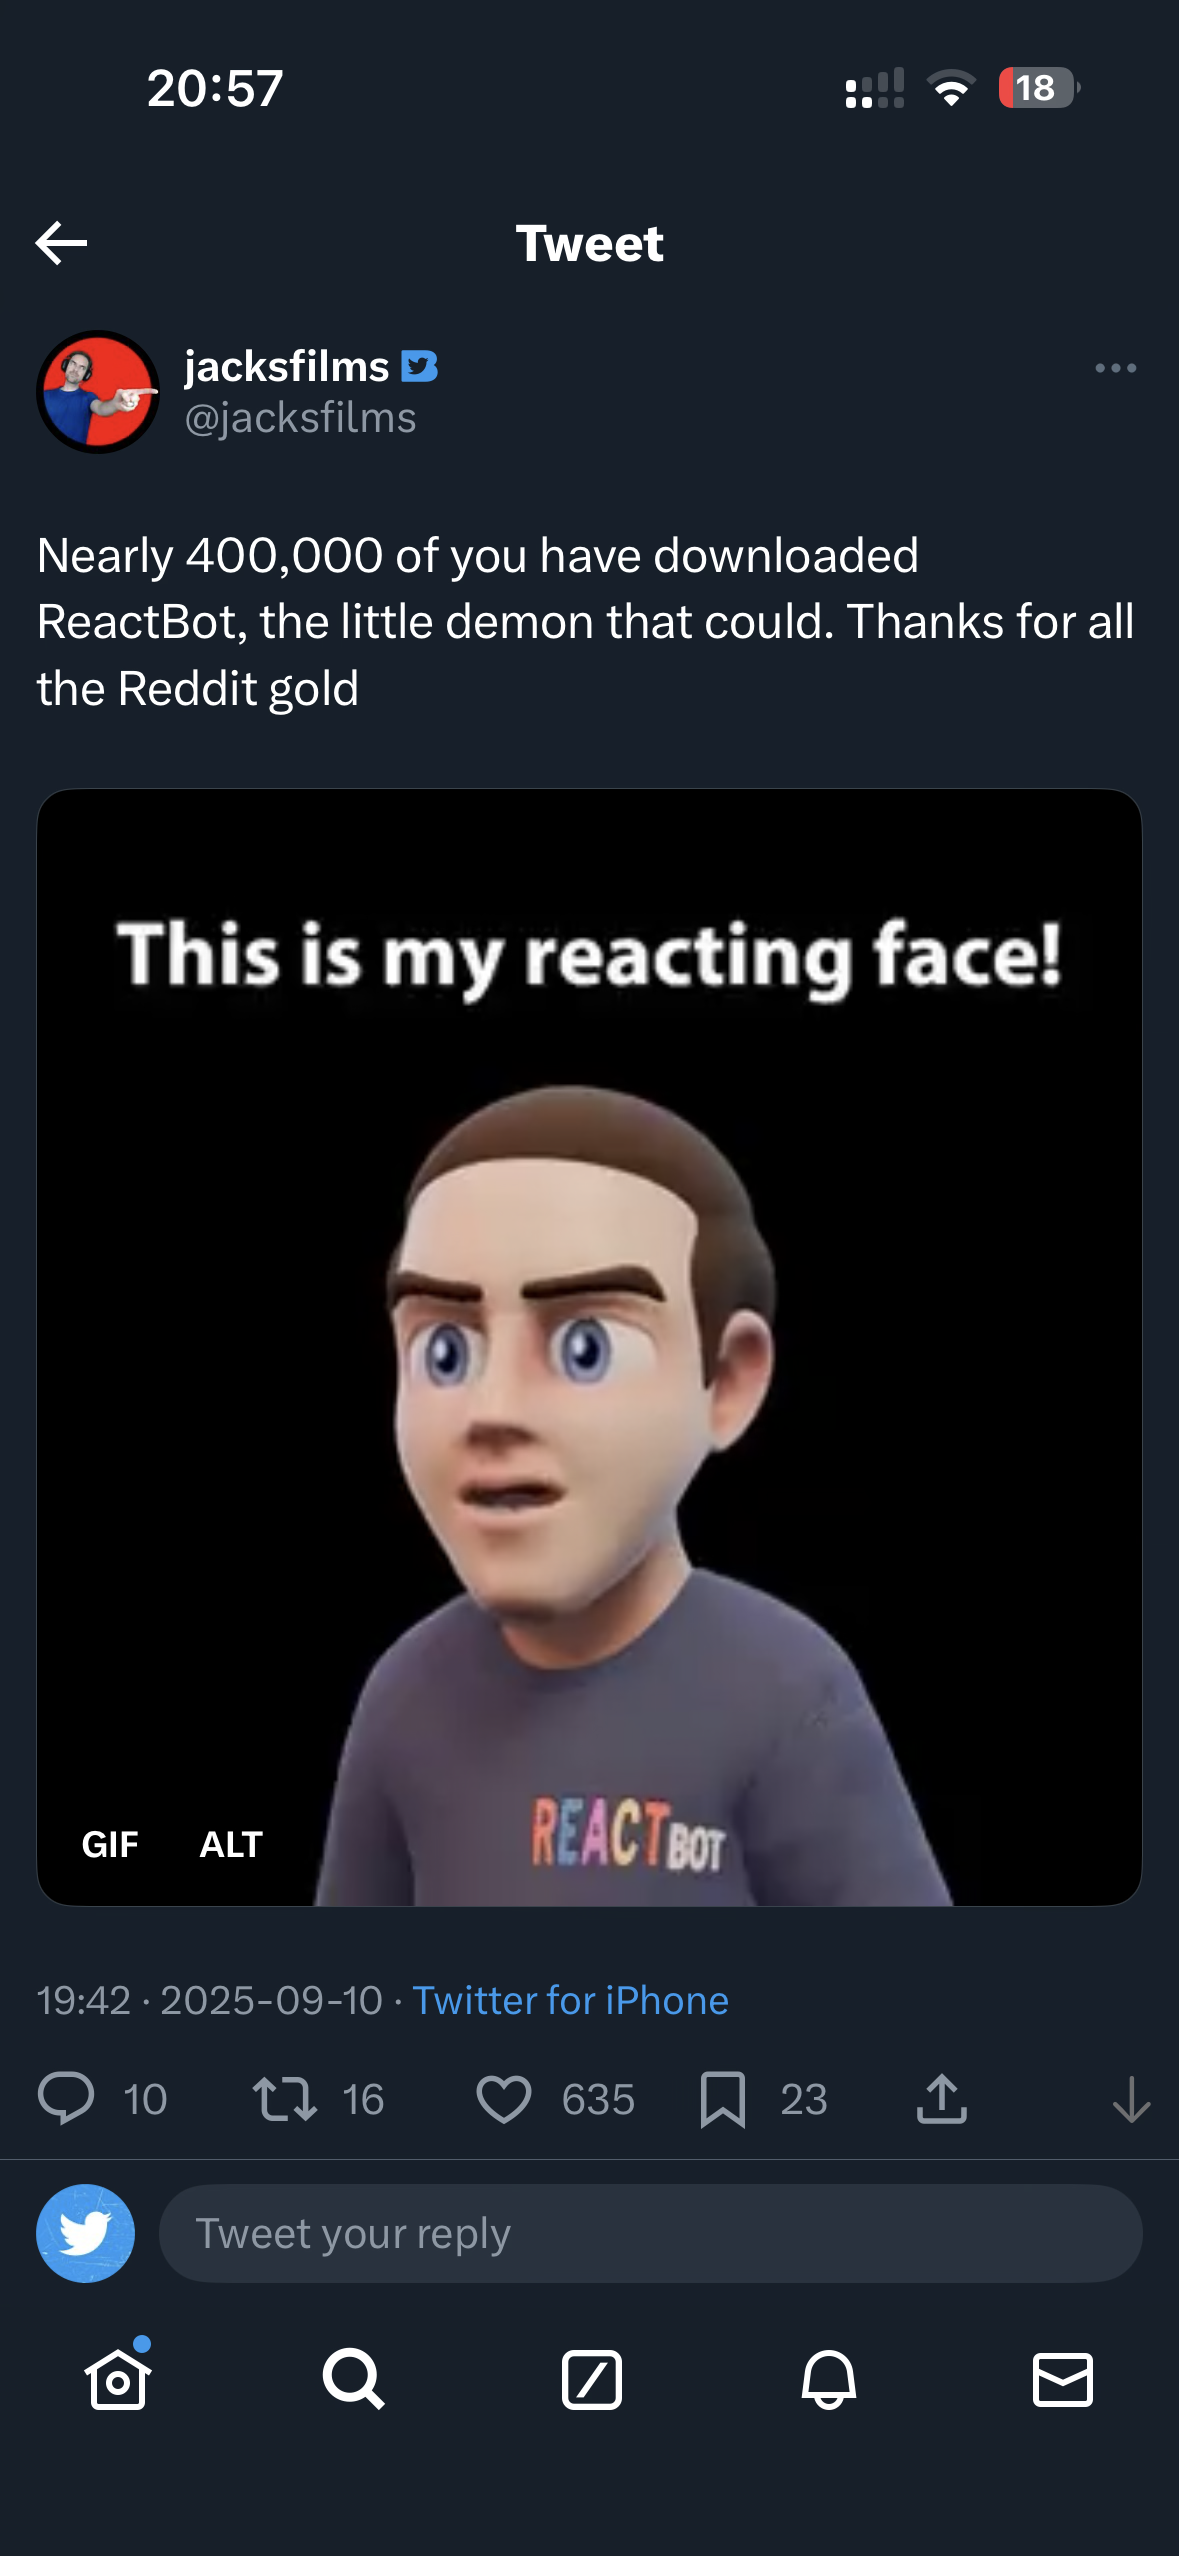 20:57
18
Tweet
jacksfilms
@jacksfilms
Nearly 400,000 of you have downloaded
ReactBot, the little demon that could. Thanks for all
the Reddit gold
This is my reacting face!
REACT BOT
GIF ALT
19:42 · 2025-09-10 · Twitter for iPhone
10 16 635 23
Tweet your reply